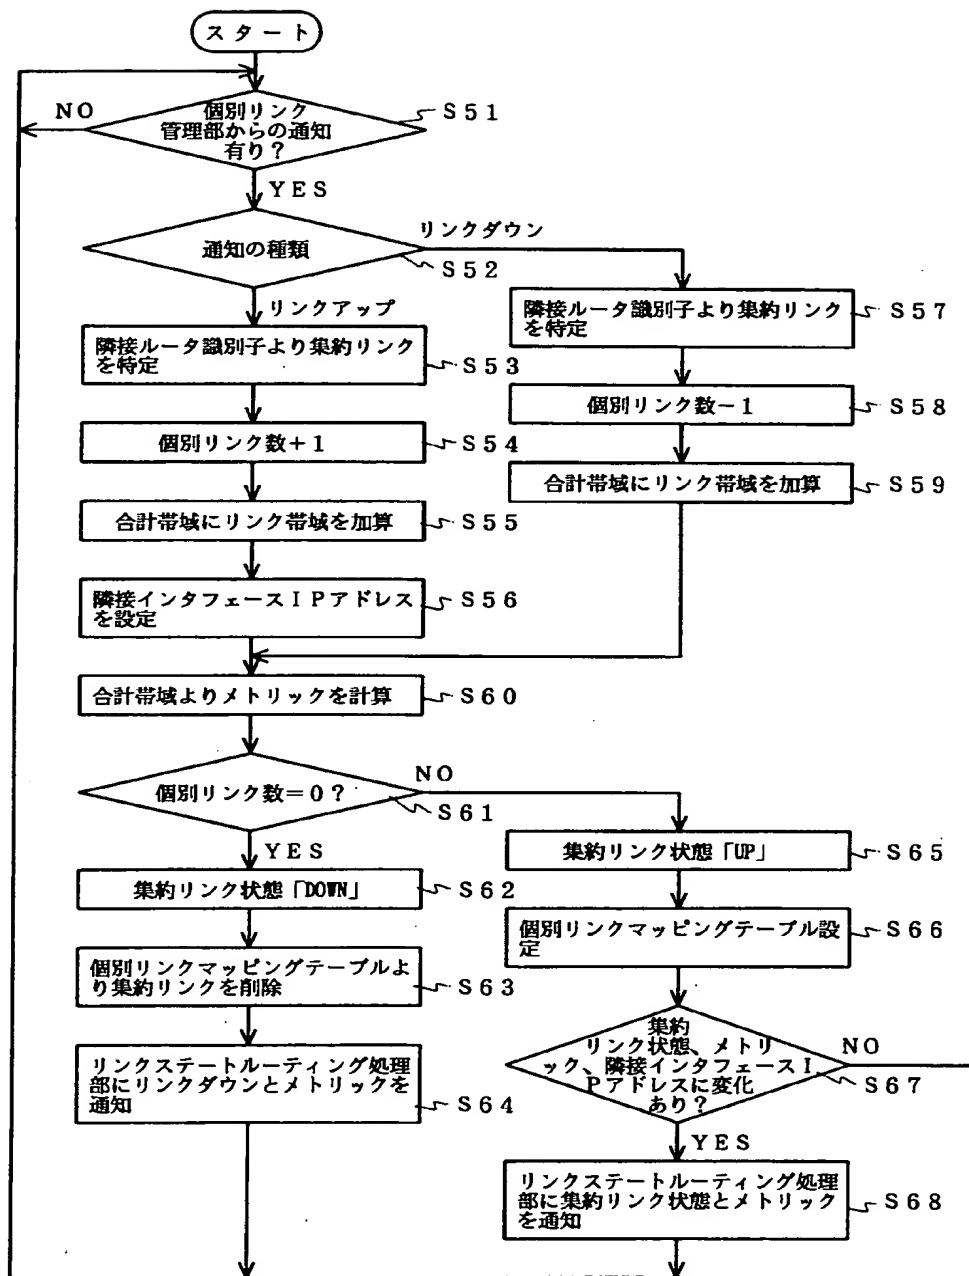 スタート
NO
個別リンク
管理部からの通知
有り？
S51
YES
リンクダウン
通知の種類
S52
リンクアップ
隣接ルータ識別子より集約リンク
を特定
S53
隣接ルータ識別子より集約リンク
を特定
S57
個別リンク数+1
S54
個別リンク数−1
S58
合計帯域にリンク帯域を加算
S55
合計帯域にリンク帯域を加算
S59
隣接インタフェースIPアドレス
を設定
S56
合計帯域よりメトリックを計算
S60
個別リンク数=0？
NO
S61
YES
集約リンク状態「DOWN」
S62
集約リンク状態「UP」
S65
個別リンクマッピングテーブルよ
り集約リンクを削除
S63
個別リンクマッピングテーブル設
定
S66
リンクステートルーティング処理
部にリンクダウンとメトリックを
通知
S64
集約
リンク状態、メトリ
ック、隣接インタフェースI
Pアドレスに変化
あり？
NO
S67
YES
リンクステートルーティング処理
部に集約リンク状態とメトリック
を通知
S68